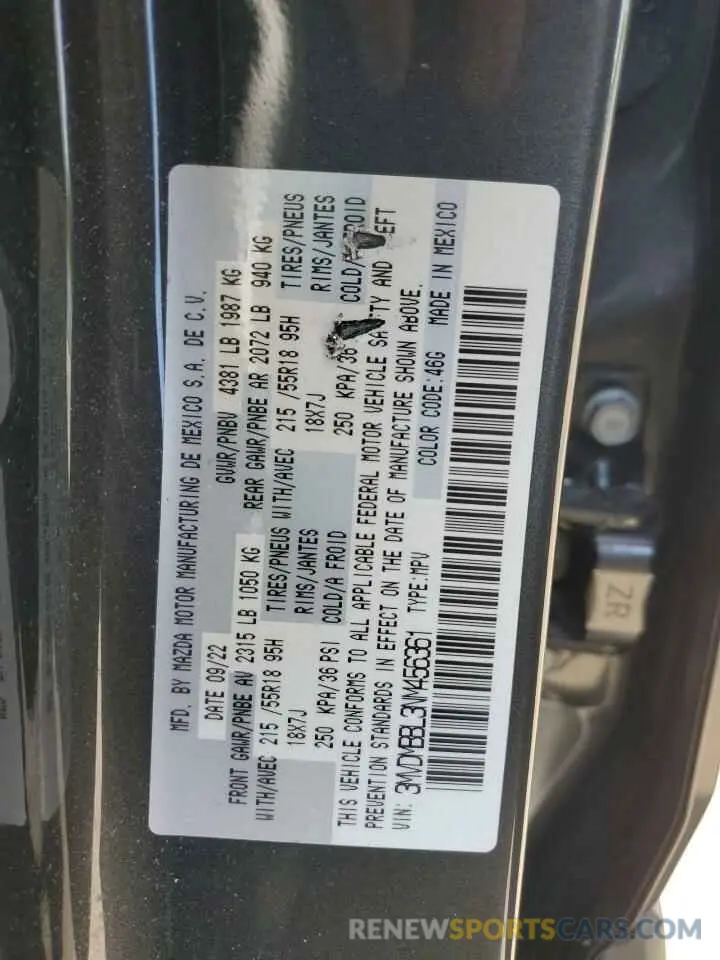 MFD. BY MAZDA MOTOR MANUFACTURING DE MEXICO S.A. DE C.V.
DATE 09/22 GVWR/PNBV 4381 LB 1987 KG
FRONT GAWR/PNBE AV 2315 LB 1050 KG REAR GAWR/PNBE AR 2072 LB 940 KG
WITH/AVEC 215 /55R18 95H TIRES/PNEUS WITH/AVEC 215 /55R18 95H TIRES/PNEUS
18X7J RIMS/JANTES 18X7J RIMS/JANTES
250 KPA/36 PSI COLD/A FROID 250 KPA/36 COLD/ FROID
THIS VEHICLE CONFORMS TO ALL APPLICABLE FEDERAL MOTOR VEHICLE SAFETY AND THEFT
PREVENTION STANDARDS IN EFFECT ON THE DATE OF MANUFACTURE SHOWN ABOVE.
VIN: 3MVDMBBL3NM456361 TYPE:MPV COLOR CODE:46G MADE IN MEXICO
ZR
RENEWSPORTSCARS.COM